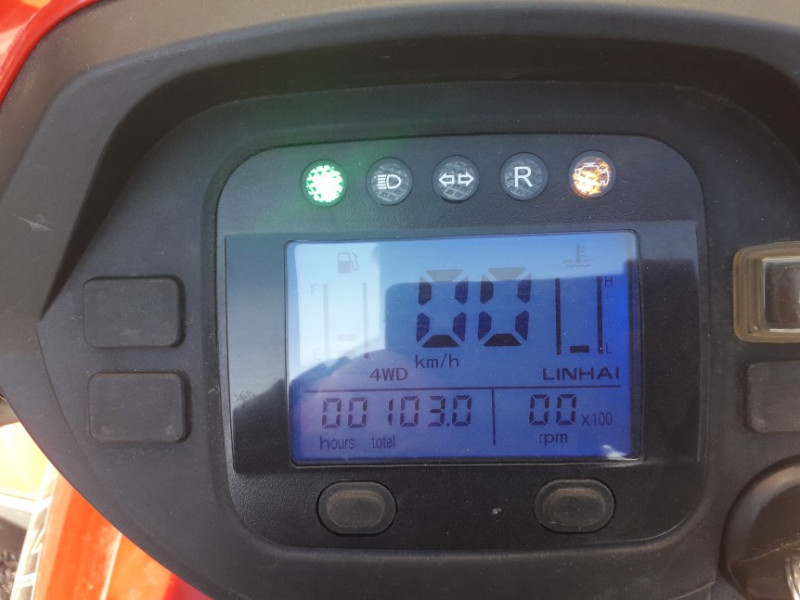 R
F H
00
E L
km/h
4WD LINHAI
00103.0 00 x100
hours total rpm